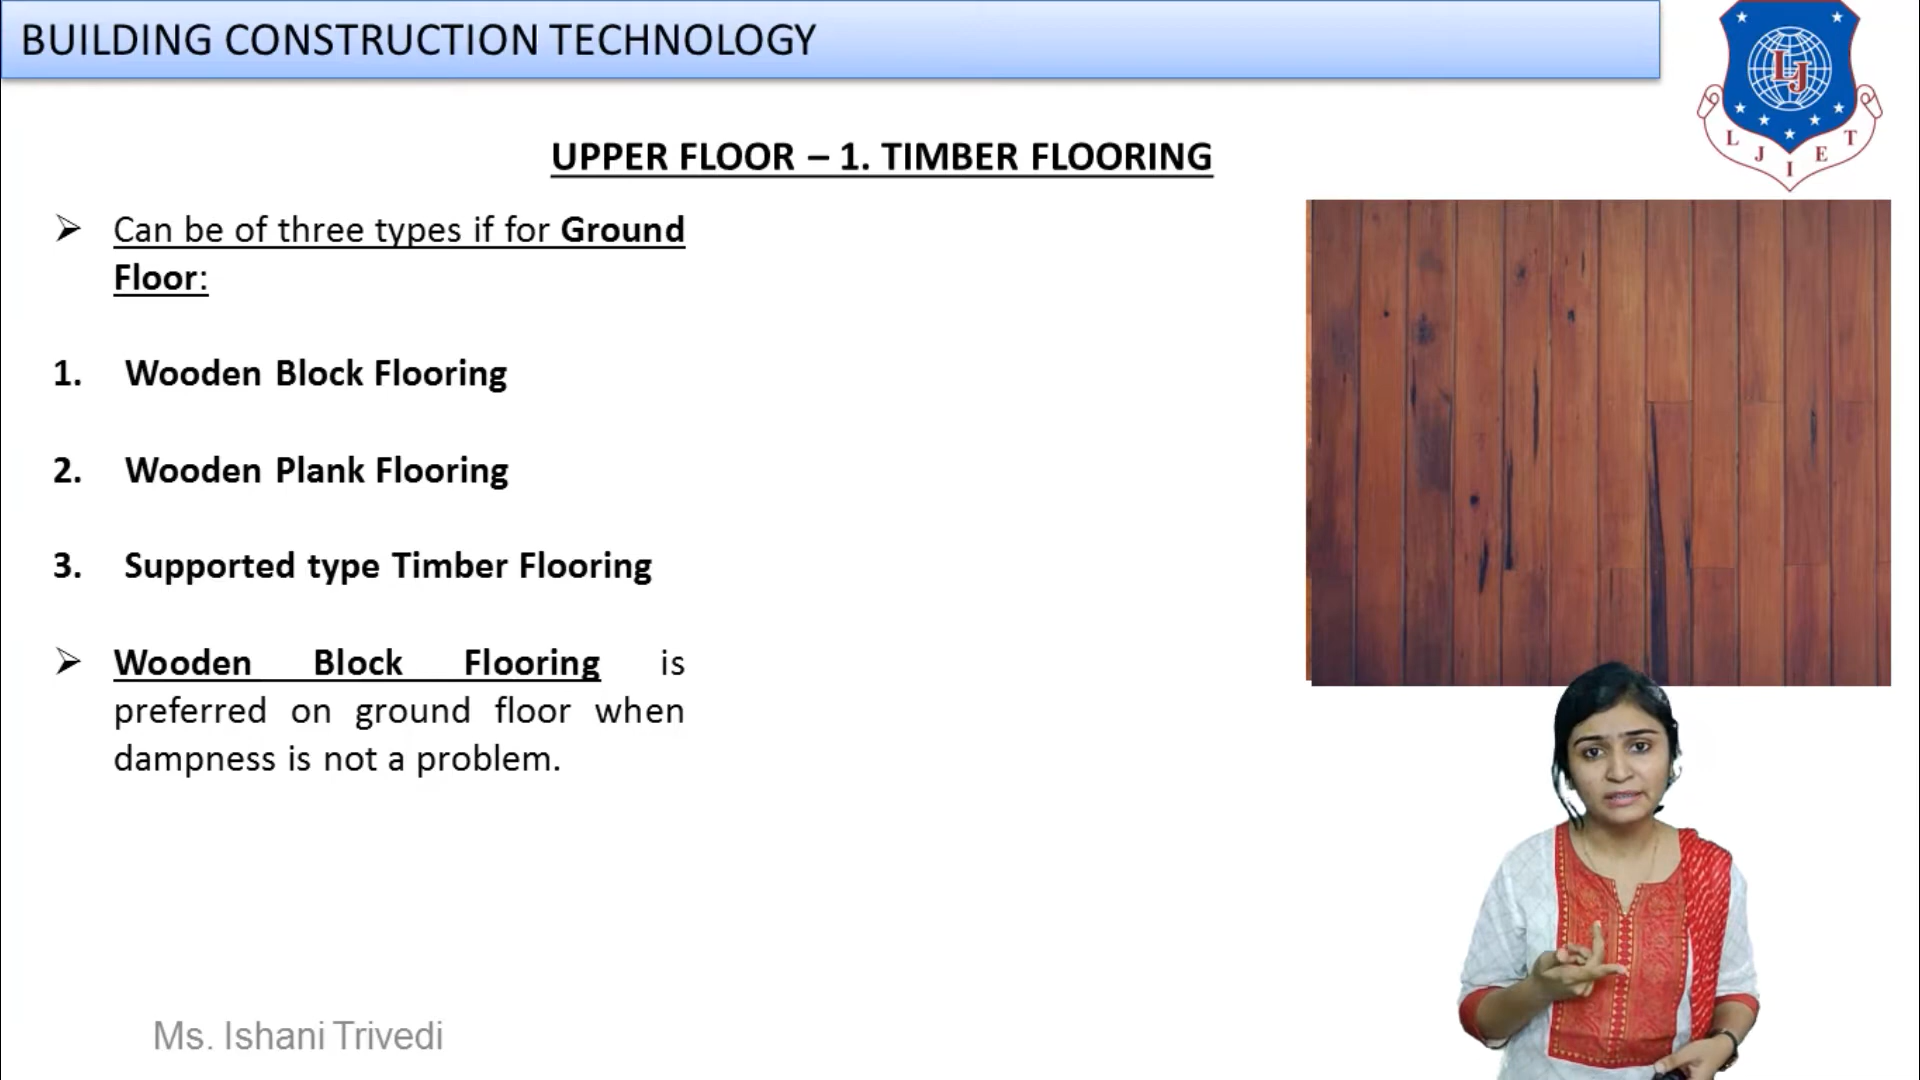 BUILDING CONSTRUCTION TECHNOLOGY
LJ
L J I E T
UPPER FLOOR – 1. TIMBER FLOORING
➢ Can be of three types if for Ground
Floor:
1. Wooden Block Flooring
2. Wooden Plank Flooring
3. Supported type Timber Flooring
➢ Wooden Block Flooring is
preferred on ground floor when
dampness is not a problem.
Ms. Ishani Trivedi